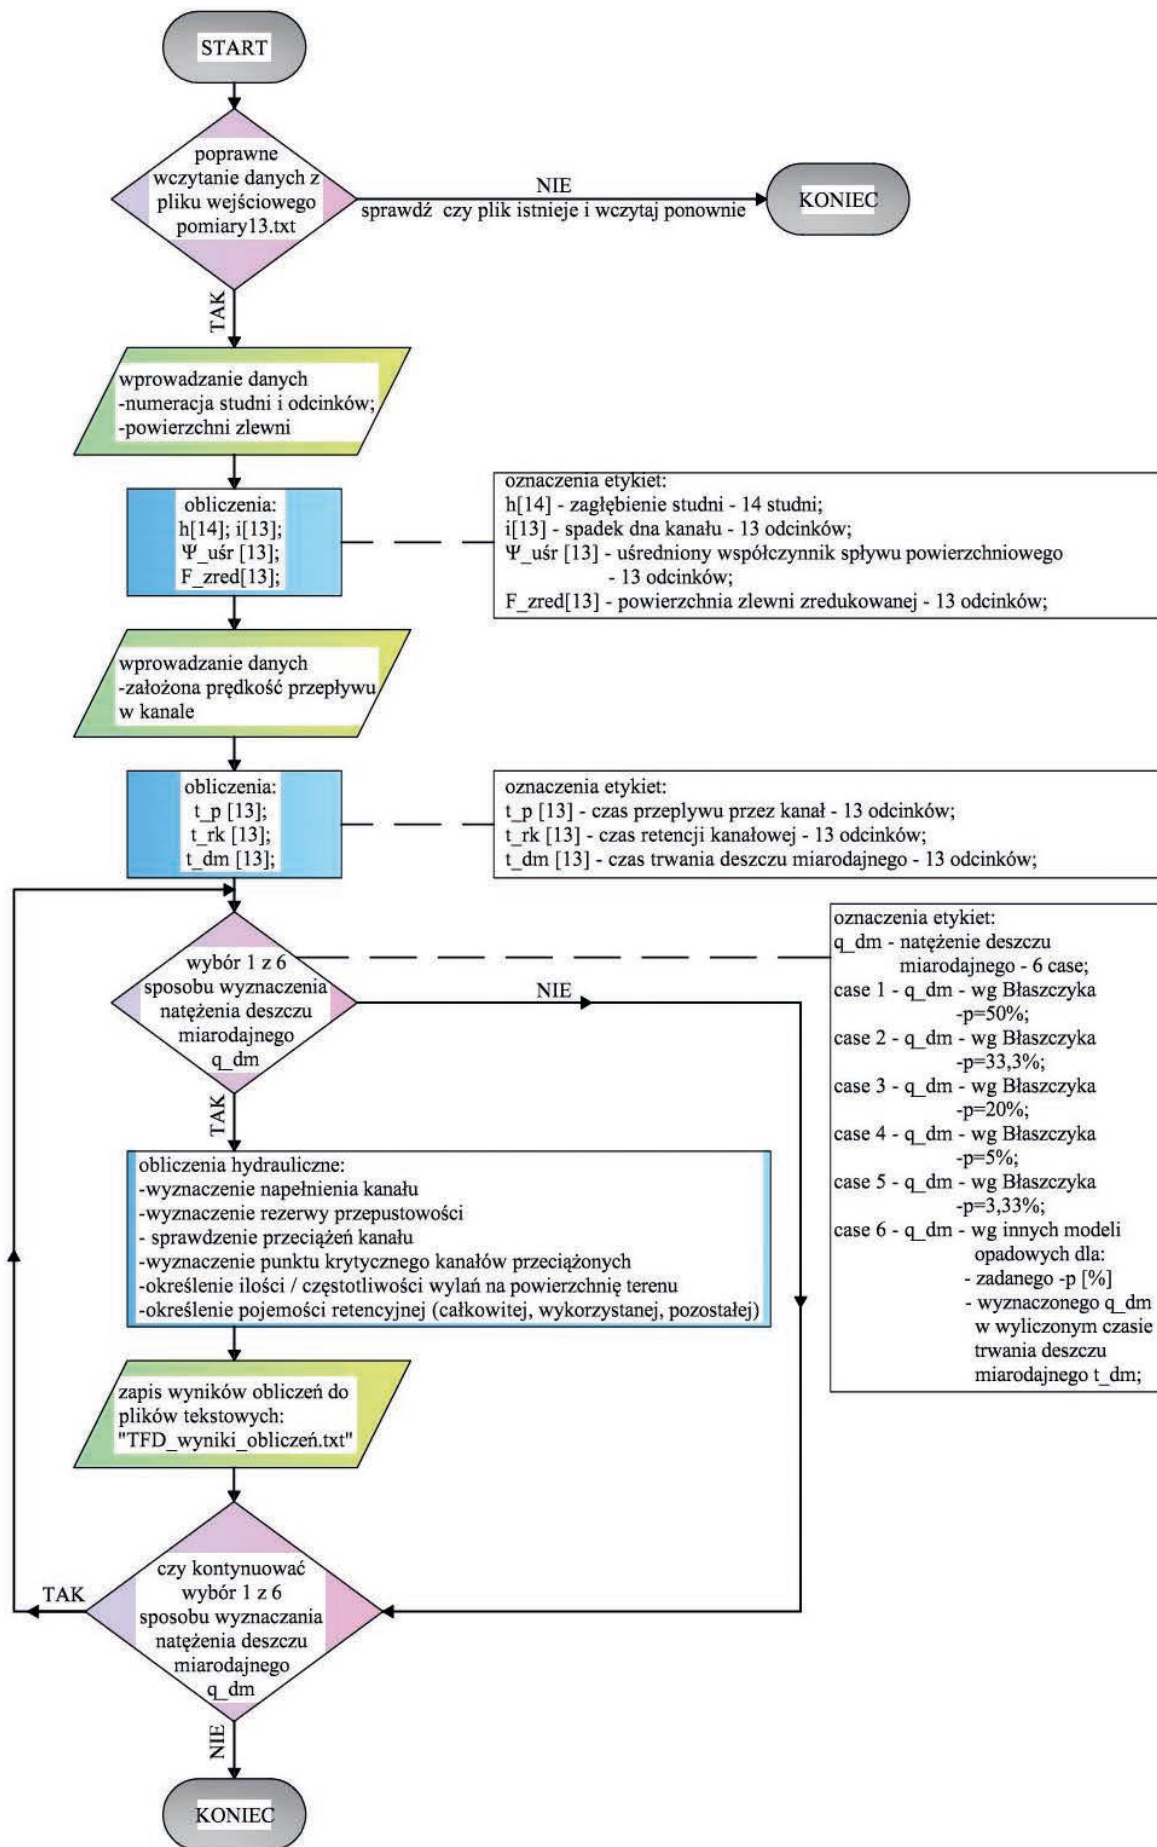 START
poprawne
wczytanie danych z
pliku wejściowego
pomiary13.txt
NIE
sprawdź czy plik istnieje i wczytaj ponownie
KONIEC
TAK
wprowadzanie danych
-numeracja studni i odcinków;
-powierzchni zlewni
obliczenia:
h[14]; i[13];
Ψ_uśr [13];
F_zred[13];
oznaczenia etykiet:
h[14] - zagłębienie studni - 14 studni;
i[13] - spadek dna kanału - 13 odcinków;
Ψ_uśr [13] - uśredniony współczynnik spływu powierzchniowego
- 13 odcinków;
F_zred[13] - powierzchnia zlewni zredukowanej - 13 odcinków;
wprowadzanie danych
-założona prędkość przepływu
w kanale
obliczenia:
t_p [13];
t_rk [13];
t_dm [13];
oznaczenia etykiet:
t_p [13] - czas przeplywu przez kanał - 13 odcinków;
t_rk [13] - czas retencji kanałowej - 13 odcinków;
t_dm [13] - czas trwania deszczu miarodajnego - 13 odcinków;
wybór 1 z 6
sposobu wyznaczenia
natężenia deszczu
miarodajnego
q_dm
NIE
TAK
oznaczenia etykiet:
q_dm - natężenie deszczu
miarodajnego - 6 case;
case 1 - q_dm - wg Błaszczyka
-p=50%;
case 2 - q_dm - wg Błaszczyka
-p=33,3%;
case 3 - q_dm - wg Błaszczyka
-p=20%;
case 4 - q_dm - wg Błaszczyka
-p=5%;
case 5 - q_dm - wg Błaszczyka
-p=3,33%;
case 6 - q_dm - wg innych modeli
opadowych dla:
- zadanego -p [%]
- wyznaczonego q_dm
w wyliczonym czasie
trwania deszczu
miarodajnego t_dm;
obliczenia hydrauliczne:
-wyznaczenie napełnienia kanału
-wyznaczenie rezerwy przepustowości
- sprawdzenie przeciążeń kanału
-wyznaczenie punktu krytycznego kanałów przeciążonych
-określenie ilości / częstotliwości wylań na powierzchnię terenu
-określenie pojemości retencyjnej (całkowitej, wykorzystanej, pozostałej)
zapis wyników obliczeń do
plików tekstowych:
"TFD_wyniki_obliczeń.txt"
czy kontynuować
wybór 1 z 6
sposobu wyznaczania
natężenia deszczu
miarodajnego
q_dm
TAK
NIE
KONIEC